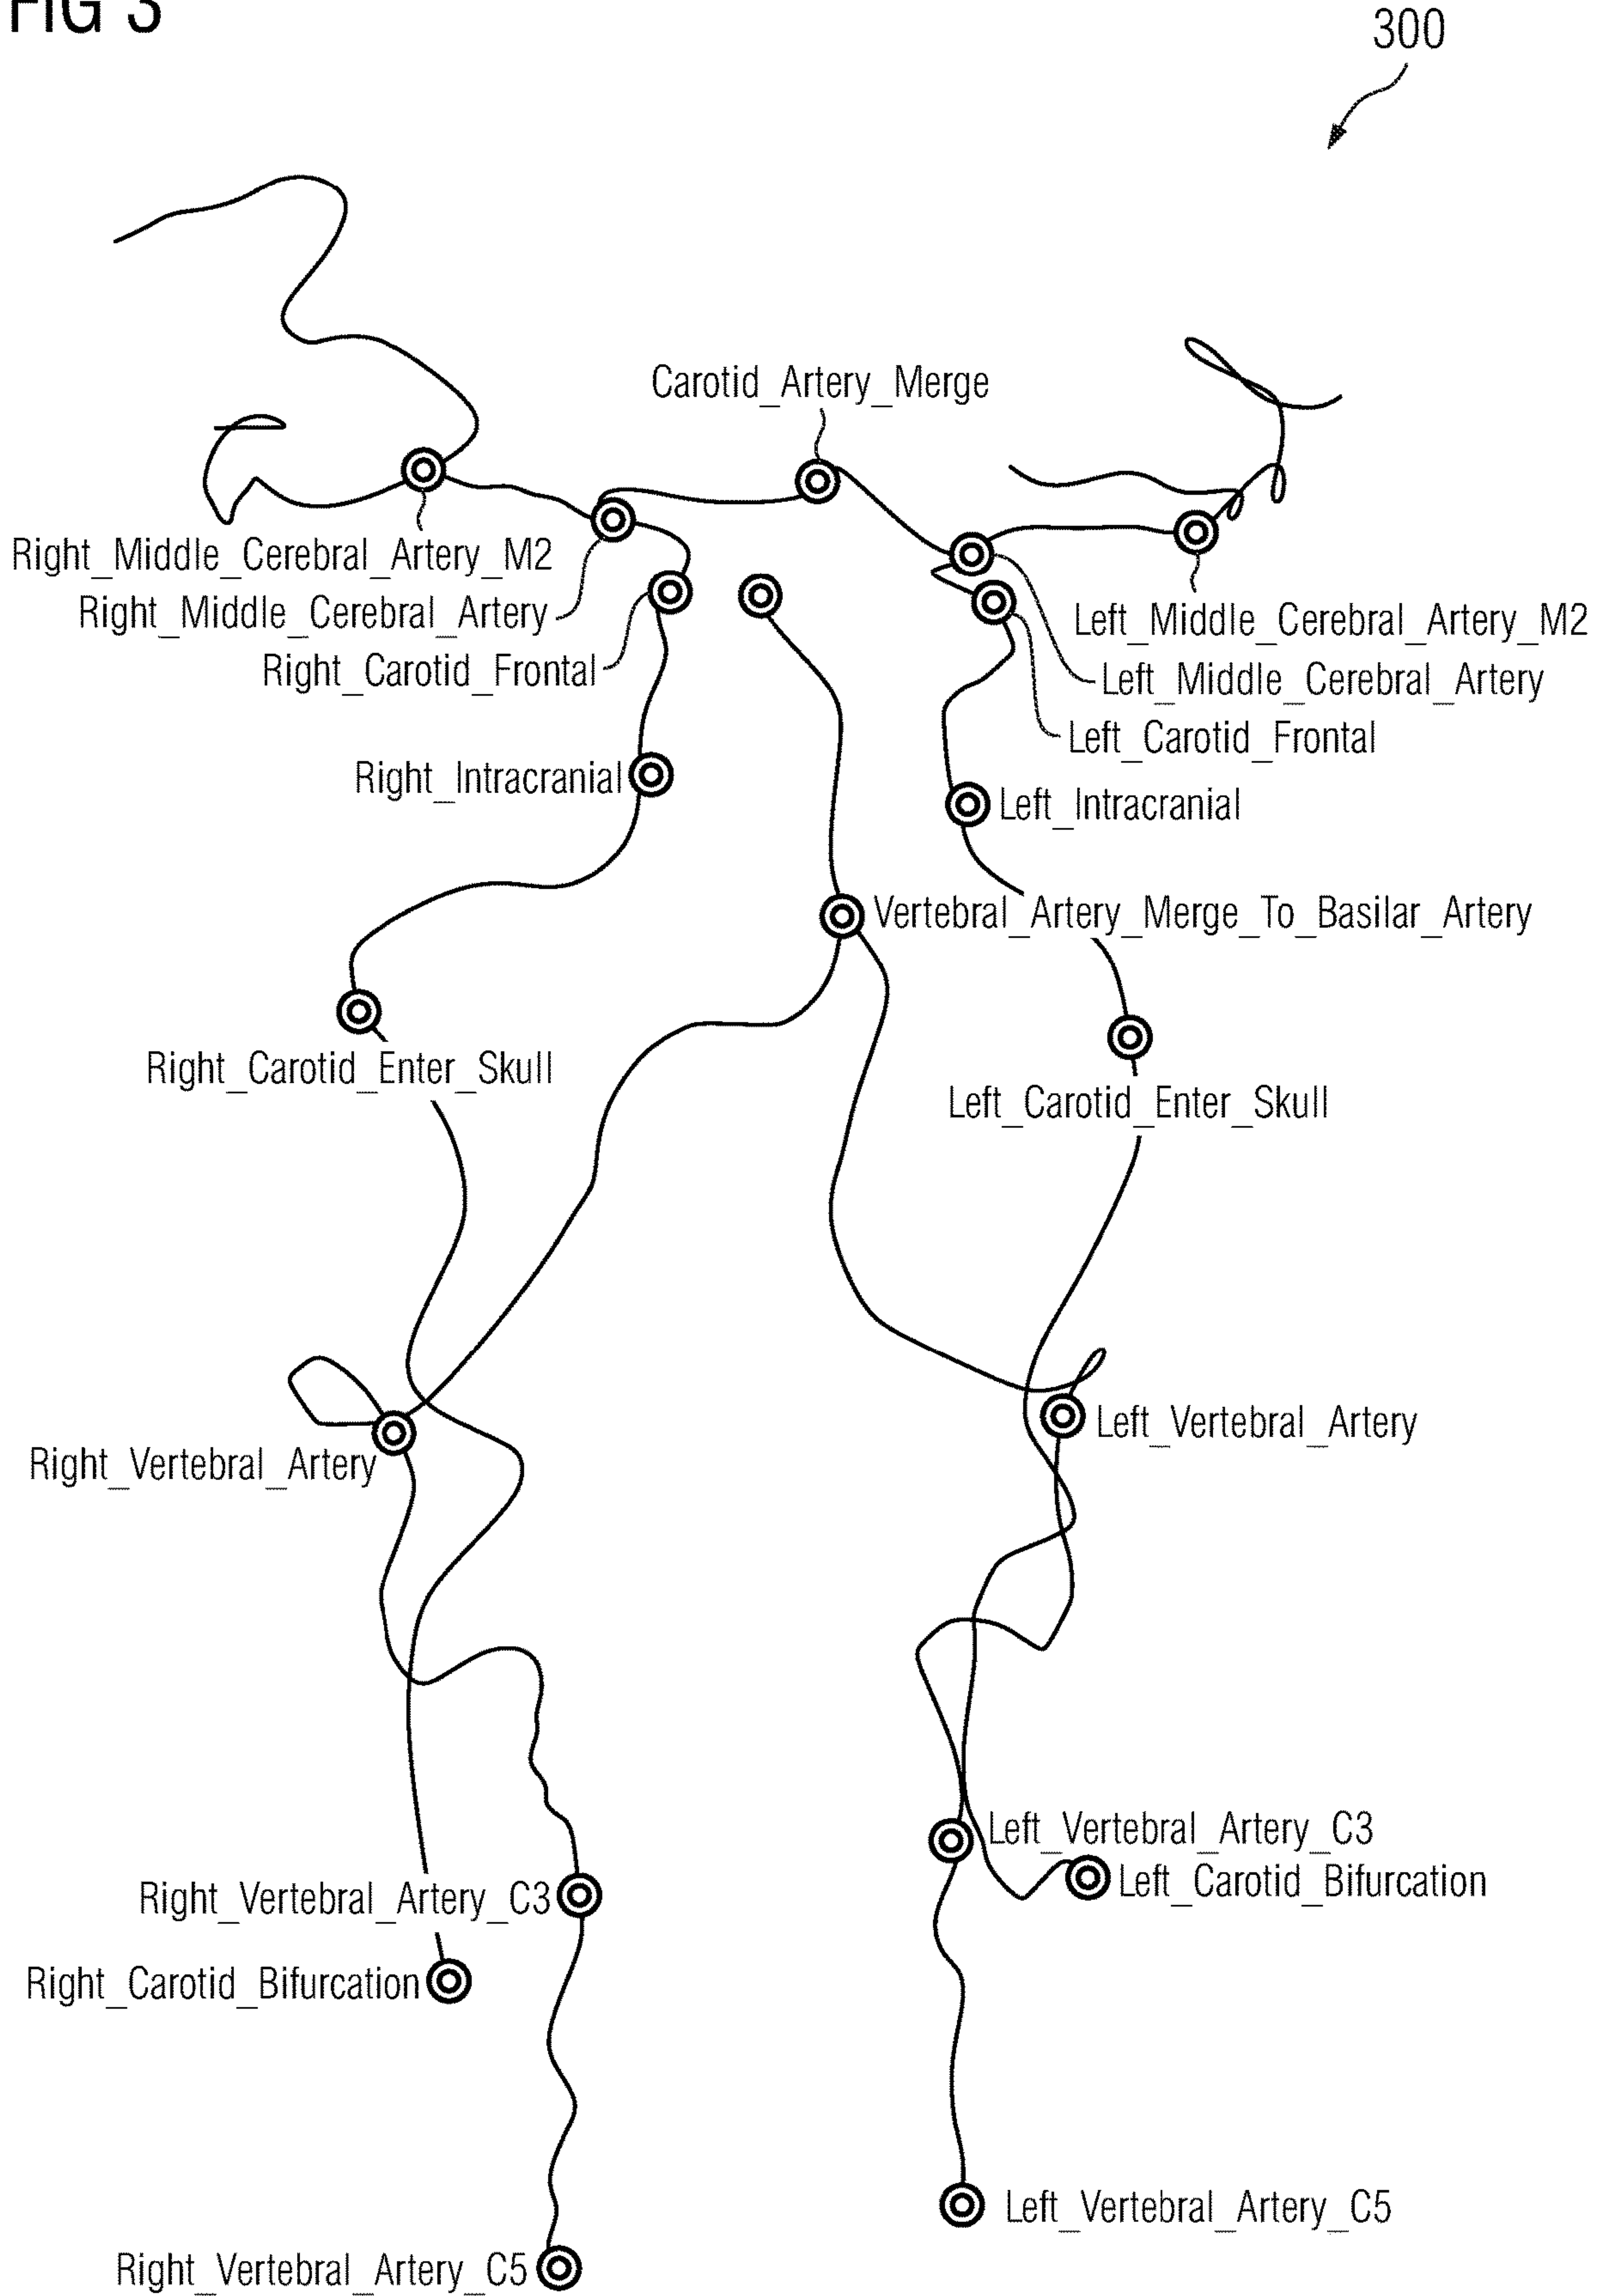 FIG 3
300
Carotid_Artery_Merge
Right_Middle_Cerebral_Artery_M2
Right_Middle_Cerebral_Artery
Left_Middle_Cerebral_Artery_M2
Right_Carotid_Frontal
Left_Middle_Cerebral_Artery
Left_Carotid_Frontal
Right_Intracranial
Left_Intracranial
Vertebral_Artery_Merge_To_Basilar_Artery
Right_Carotid_Enter_Skull
Left_Carotid_Enter_Skull
Left_Vertebral_Artery
Right_Vertebral_Artery
Left_Vertebral_Artery_C3
Left_Carotid_Bifurcation
Right_Vertebral_Artery_C3
Right_Carotid_Bifurcation
Left_Vertebral_Artery_C5
Right_Vertebral_Artery_C5